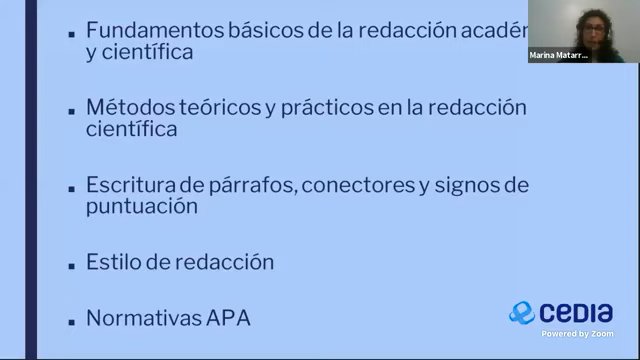 Fundamentos básicos de la redacción
y científica
Métodos teóricos y prácticos en la redacción
científica
Escritura de párrafos, conectores y signos de
puntuación
Estilo de redacción
Normativas APA
Marina Matarr...
CEDIA
Powered by Zoom